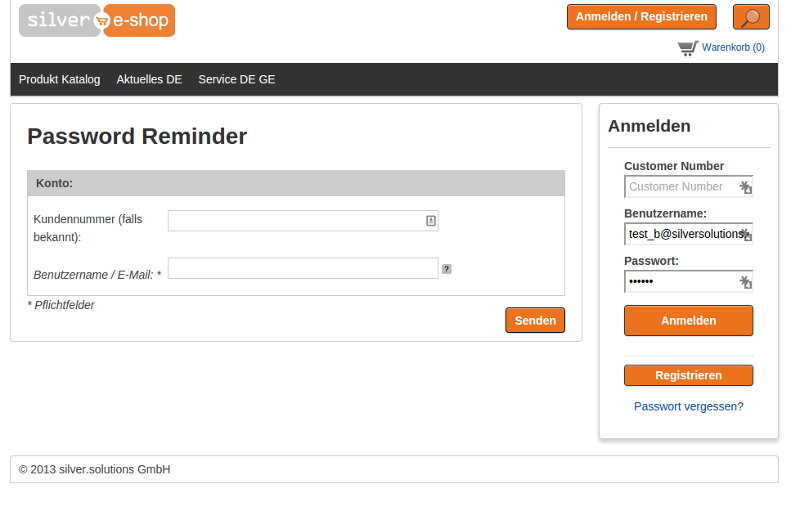 silver e-shop
Anmelden / Registrieren
Warenkorb (0)
Produkt Katalog Aktuelles DE Service DE GE
Password Reminder
Konto:
Kundennummer (falls
bekannt):
Benutzername / E-Mail: *
?
* Pflichtfelder
Senden
Anmelden
Customer Number
Customer Number
Benutzername:
test_b@silversolutions
Passwort:
••••••
Anmelden
Registrieren
Passwort vergessen?
© 2013 silver.solutions GmbH